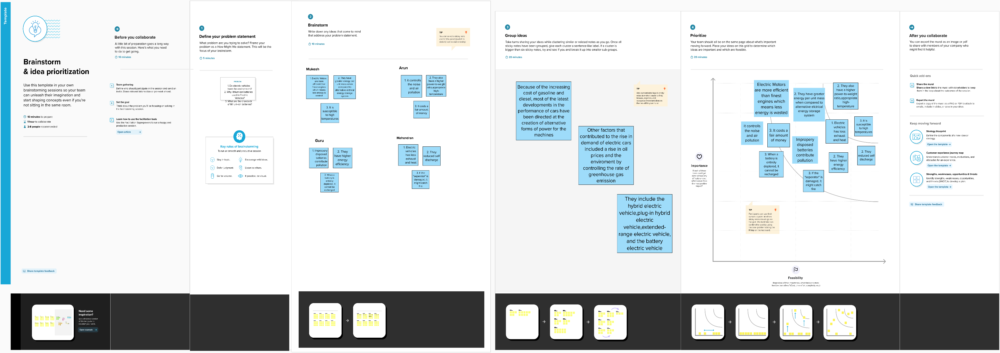 Template
Brainstorm
& idea prioritization
Use this template in your own
brainstorming sessions so your team
can unleash their imagination and
start shaping concepts even if you're
not sitting in the same room.
10 minutes to prepare
1 hour to collaborate
2-8 people recommended
Share template feedback
Need some
inspiration?
See a finished version
of this template to
kickstart your work.
Open example
Before you collaborate
A little bit of preparation goes a long way
with this session. Here's what you need
to do to get going.
10 minutes
A
Team gathering
Define who should participate in the session and send an
invite. Share relevant information or pre-work ahead.
B
Set the goal
Think about the problem you'll be focusing on solving in
the brainstorming session.
C
Learn how to use the facilitation tools
Use the Facilitation Superpowers to run a happy and
productive session.
Open article
1
Define your problem statement
What problem are you trying to solve? Frame your
problem as a How Might We statement. This will be the
focus of your brainstorm.
5 minutes
PROBLEM
1. Do electric vehicles
harm the environment?
2. Why lithium-ion batteries
used in Electric
Vehicles?
3. What are the drawback
of lithium-ion batteries?
Key rules of brainstorming
To run an smooth and productive session
Stay in topic.
Encourage wild ideas.
Defer judgment.
Listen to others.
Go for volume.
If possible, be visual.
2
Brainstorm
Write down any ideas that come to mind
that address your problem statement.
10 minutes
TIP
You can select a sticky note
and hit the pencil [switch to
sketch] icon to start drawing!
Mukesh
1. Electric Motors
are more
efficient than
finest engines
which means
less energy is
wasted
2. They have
greater energy per
unit mass when
compared to
alternative elctrical
energy storage
system
3. It is
susceptible
to high
temperatures
Arun
1. it controlls
the noise
and air
pollution
2. They also
have a higher
power-to-weight
ratio,appropriate
high-
temperature
3. It costs a
fair amount
of money
Guru
1. Impropery
disposed
batteries
contribute
pollution
2. They
have higher
energy
efficiency
3. When a
battery is
entirely
deplered, it
cannot be
recharged
Mahendran
1. Electric
vehicles
has less
exhaust
and heat
2. They
reduced self
discharge
3. If the
"seperator" is
damaged, it
might catch
fire
3
Group ideas
Take turns sharing your ideas while clustering similar or related notes as you go. Once all
sticky notes have been grouped, give each cluster a sentence-like label. If a cluster is
bigger than six sticky notes, try and see if you and break it up into smaller sub-groups.
20 minutes
TIP
Add customizable tags to sticky
notes to make it easier to find,
browse, organize, and
categorize important ideas as
themes within your mural.
Because of the increasing
cost of gasoline and
diesel, most of the latest
developments in the
performance of cars have
been directed at the
creation of alternative
forms of power for the
machines
Other factors that
contributed to the rise in
demand of electric cars
included a rise in oil
prices and the
enviroment by
controlling the rate of
greenhouse gas
emission
They include the
hybrid electric
vehicle,plug-in hybrid
electric
vehicle,extended-
range electric vehicle,
and the battery
electric vehicle
4
Prioritize
Your team should all be on the same page about what's important
moving forward. Place your ideas on this grid to determine which
ideas are important and which are feasible.
20 minutes
Electric Motors
are more efficient
than finest
engines which
means less
energy is wasted
2. They have greater
energy per unit mass
when compared to
alternative elctrical
energy storage
system
2. They also
have a higher
power-to-weight
ratio,appropriate
high-
temperature
it controlls
the noise
and air
pollution
3. It costs a
fair amount
of money
1. Electric
vehicles
has less
exhaust
and heat
3. It is
susceptible
to high
temperatures
Impropery
disposed
batteries
contribute
pollution
3. When a
battery is
entirely
deplered, it
cannot be
recharged
2. They
have higher
energy
efficiency
2. They
reduced self
discharge
3. If the
"seperator" is
damaged, it
might catch
fire
Importance
If each of these
tasks could get
done without any
difficulty or cost,
which would have
the most positive
impact?
TIP
Participants can use their
cursors to point at where
sticky notes should go on
the grid. The facilitator can
confirm the spot by using
the laser pointer holding the
H key on the keyboard.
Feasibility
Regardless of their importance, which tasks are more
feasible than others? (Cost, time, effort, complexity, etc.)
After you collaborate
You can export the mural as an image or pdf
to share with members of your company who
might find it helpful.
Quick add-ons
A
Share the mural
Share a view link to the mural with stakeholders to keep
them in the loop about the outcomes of the session.
B
Export the mural
Export a copy of the mural as a PNG or PDF to attach to
emails, include in slides, or save in your drive.
Keep moving forward
Strategy blueprint
Define the components of a new idea or
strategy.
Open the template
Customer experience journey map
Understand customer needs, motivations, and
obstacles for an experience.
Open the template
Strengths, weaknesses, opportunities & threats
Identify strengths, weaknesses, opportunities,
and threats (SWOT) to develop a plan.
Open the template
Share template feedback